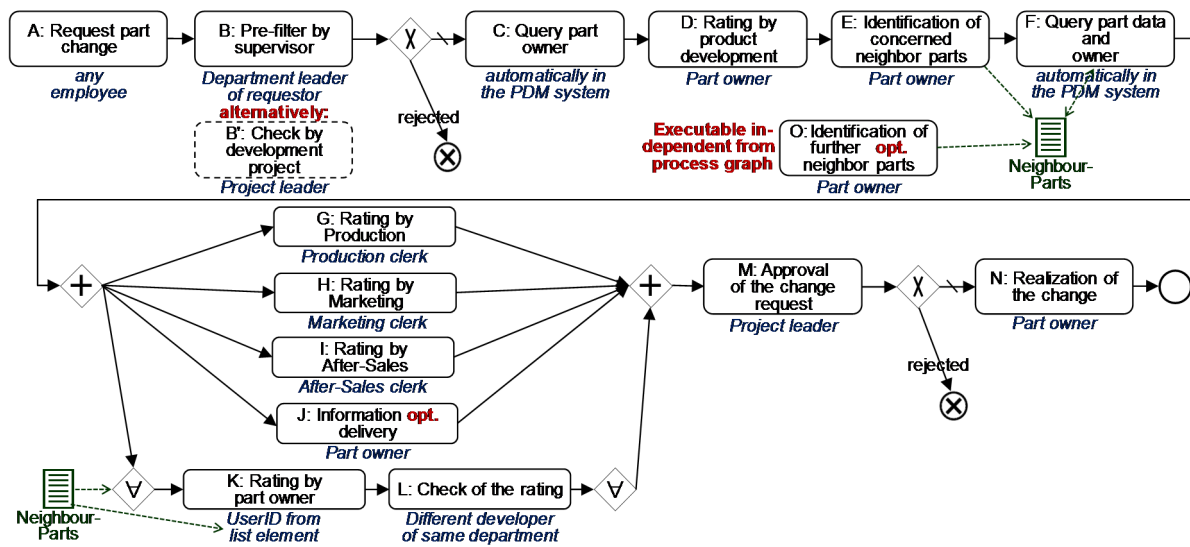 A: Request part
change
any
employee
B: Pre-filter by
supervisor
Department leader
of requestor
alternatively:
B': Check by
development
project
Project leader
X
rejected
C: Query part
owner
automatically in
the PDM system
D: Rating by
product
development
Part owner
E: Identification of
concerned
neighbor parts
Part owner
F: Query part data
and
owner
automatically in
the PDM system
Executable in-
dependent from
process graph
O: Identification of
further opt.
neighbor parts
Part owner
Neighbour-
Parts
+
G: Rating by
Production
Production clerk
H: Rating by
Marketing
Marketing clerk
I: Rating by
After-Sales
After-Sales clerk
J: Information opt.
delivery
Part owner
+
M: Approval
of the change
request
Project leader
X
rejected
N: Realization of
the change
Part owner
Neighbour-
Parts
∀
K: Rating by
part owner
UserID from
list element
L: Check of the rating
Different developer
of same department
∀